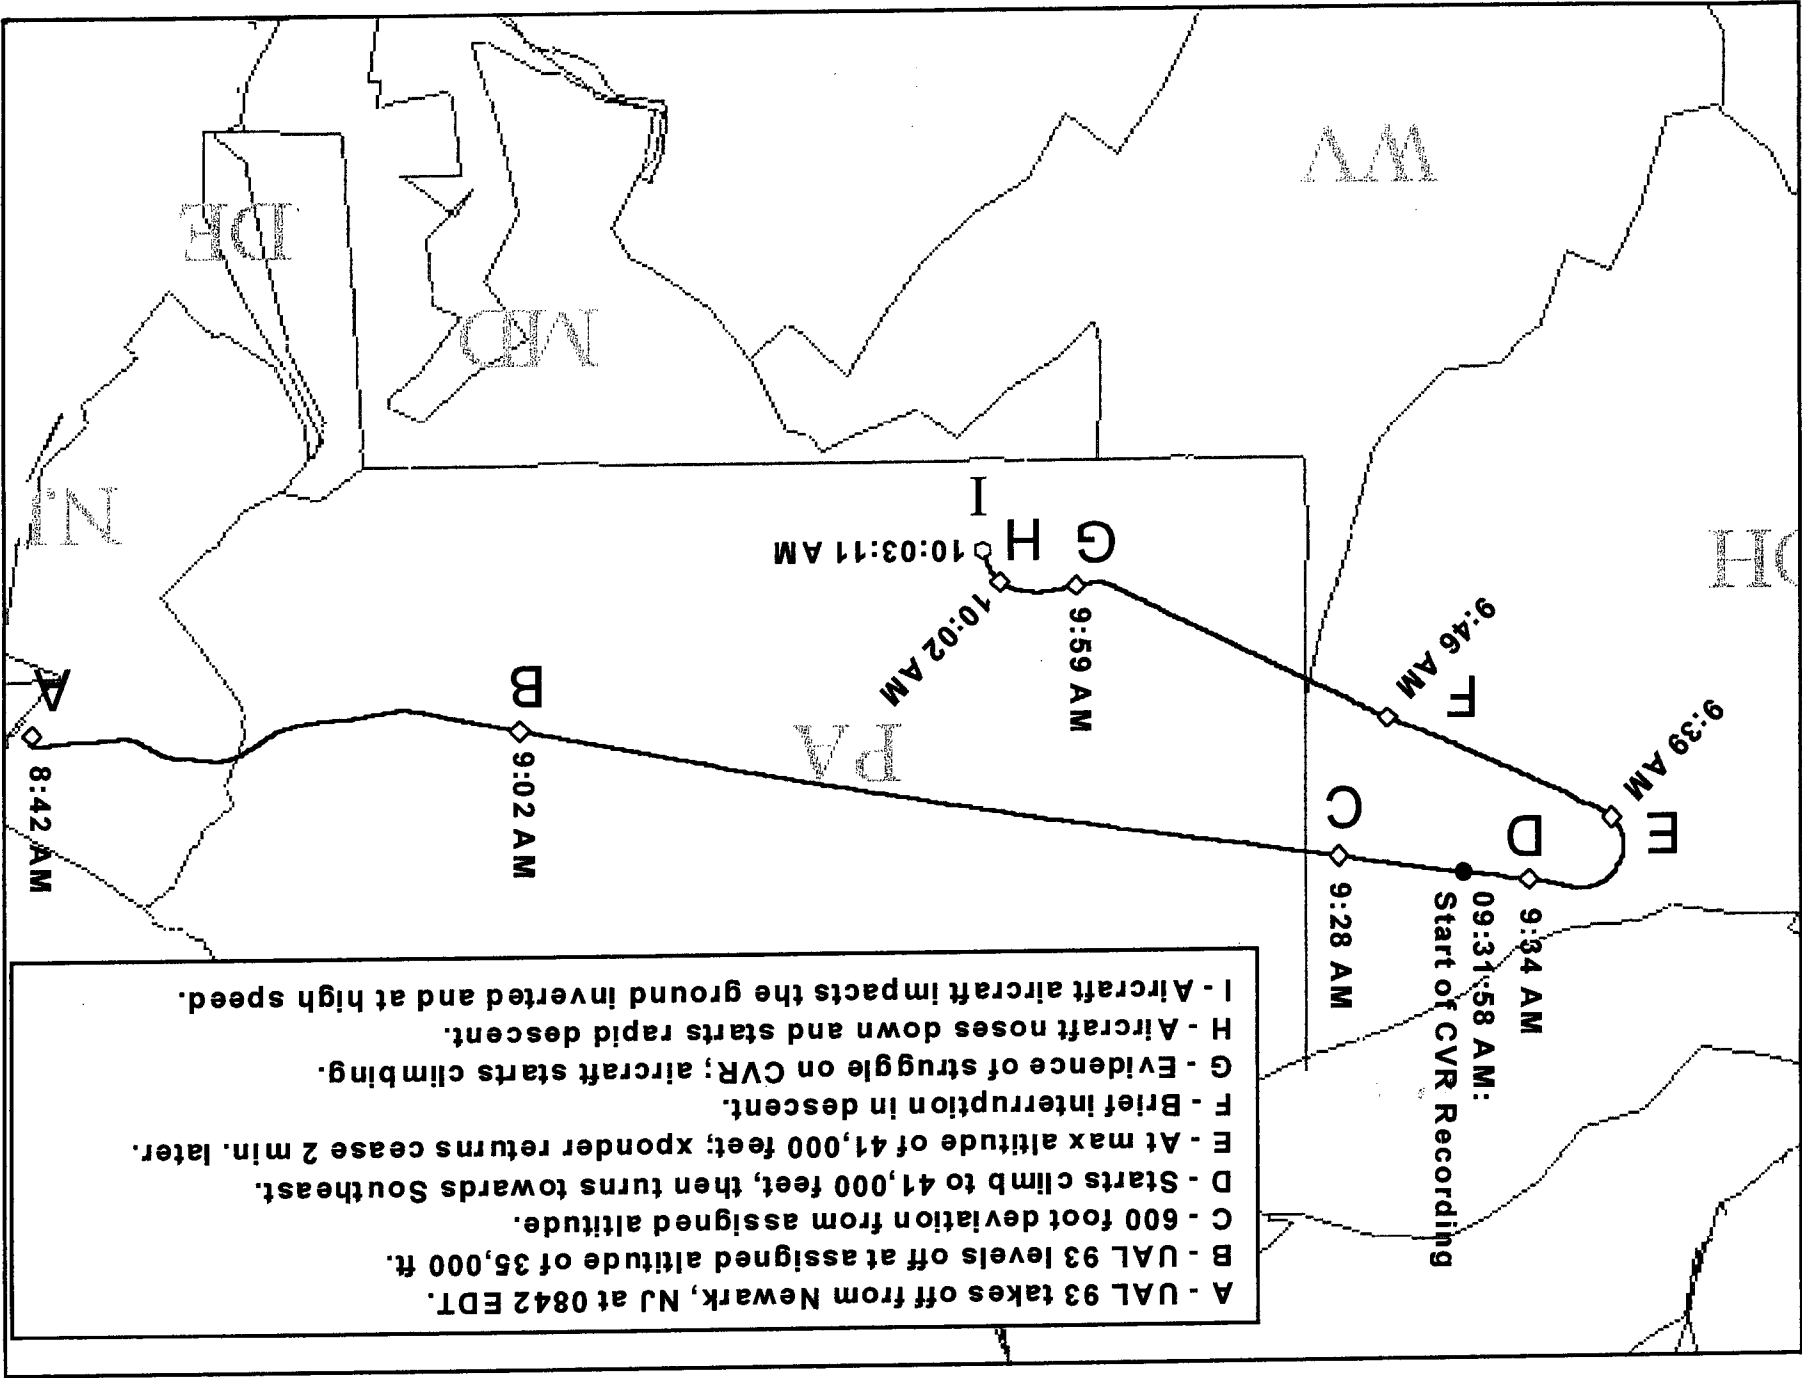 A - UAL 93 takes off from Newark, NJ at 0842 EDT.
B - UAL 93 levels off at assigned altitude of 35,000 ft.
C - 600 foot deviation from assigned altitude.
D - Starts climb to 41,000 feet, then turns towards Southeast.
E - At max altitude of 41,000 feet; xponder returns cease 2 min. later.
F - Brief interruption in descent.
G - Evidence of struggle on CVR; aircraft starts climbing.
H - Aircraft noses down and starts rapid descent.
I - Aircraft aircraft impacts the ground inverted and at high speed.
Start of CVR Recording
09:31:58 AM:
9:34 AM
9:28 AM
D
E
C
9:39 AM
8:42 AM
9:02 AM
PA
F
B
A
9:46 AM
9:59 AM
10:02 AM
OH
G
H
10:03:11 AM
I
NJ
MD
DE
WV